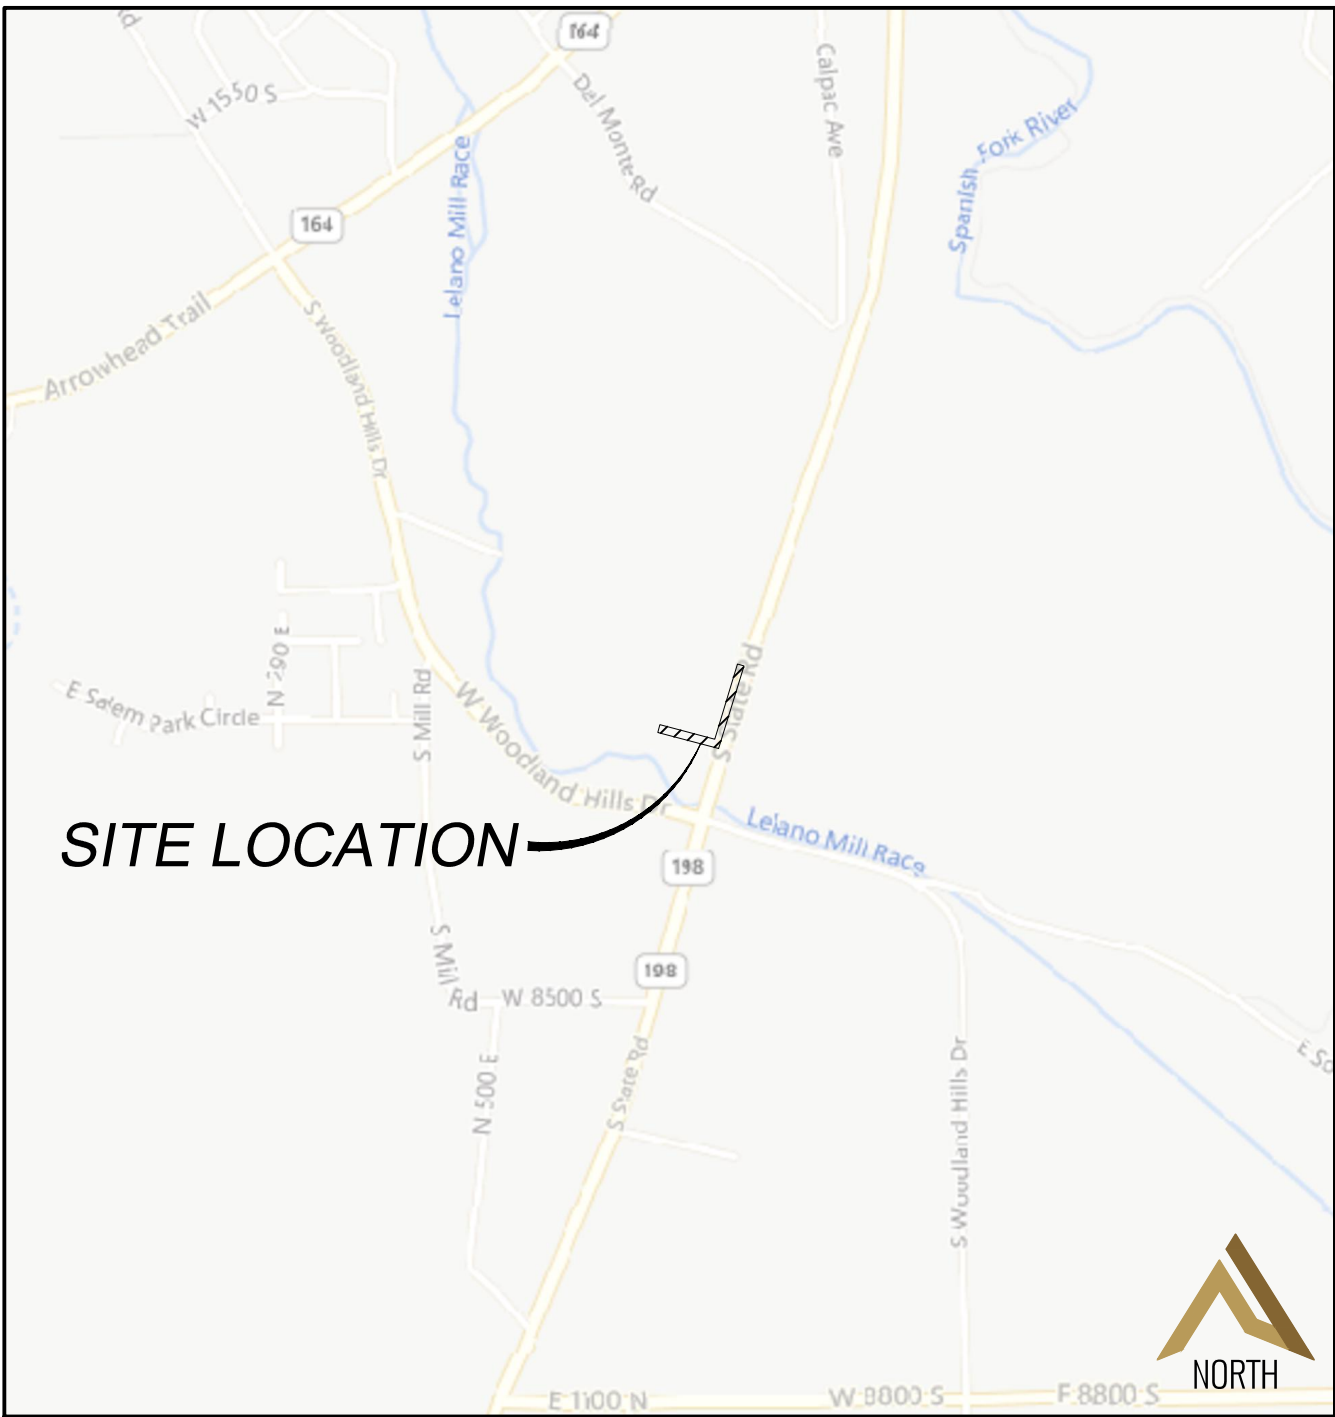 Rd
164
Calpac Ave
W 1550 S
Del Monte Rd
Spanish Fork River
Lelano Mill Race
164
Arrowhead Trail
S Woodland Hills Dr
N 290 E
S State Rd
E Salem Park Circle
S Mill Rd
W Woodland Hills Dr
Lelano Mill Race
SITE LOCATION
198
198
S Mill Rd
W 8500 S
S State Rd
N 500 E
S Woodland Hills Dr
E So
NORTH
E 1100 N
W 8800 S
E 8800 S